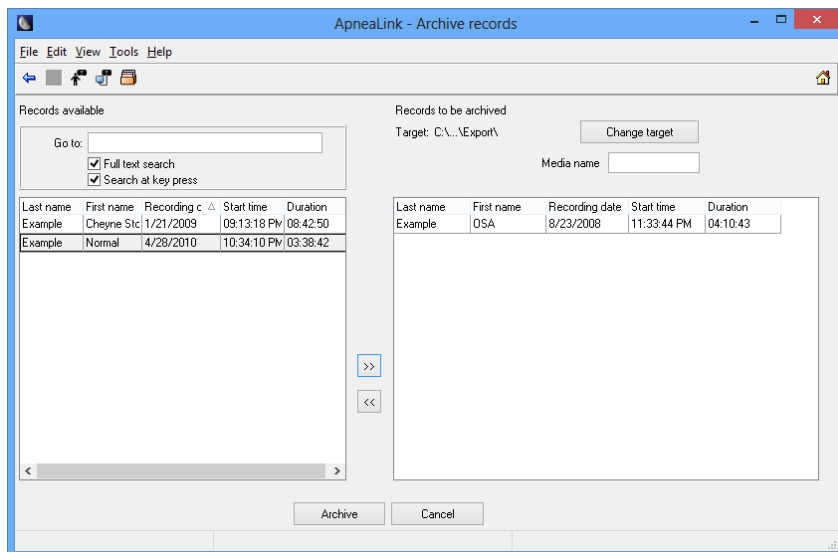 ApneaLink - Archive records
File Edit View Tools Help
Records available
Go to:
Full text search
Search at key press
Last name First name Recording c Start time Duration
Example Cheyne Stc 1/21/2009 09:13:18 PM 08:42:50
Example Normal 4/28/2010 10:34:10 PM 03:38:42
>>
<<
Records to be archived
Target: C:\...\Export\ Change target
Media name
Last name First name Recording date Start time Duration
Example OSA 8/23/2008 11:33:44 PM 04:10:43
Archive Cancel